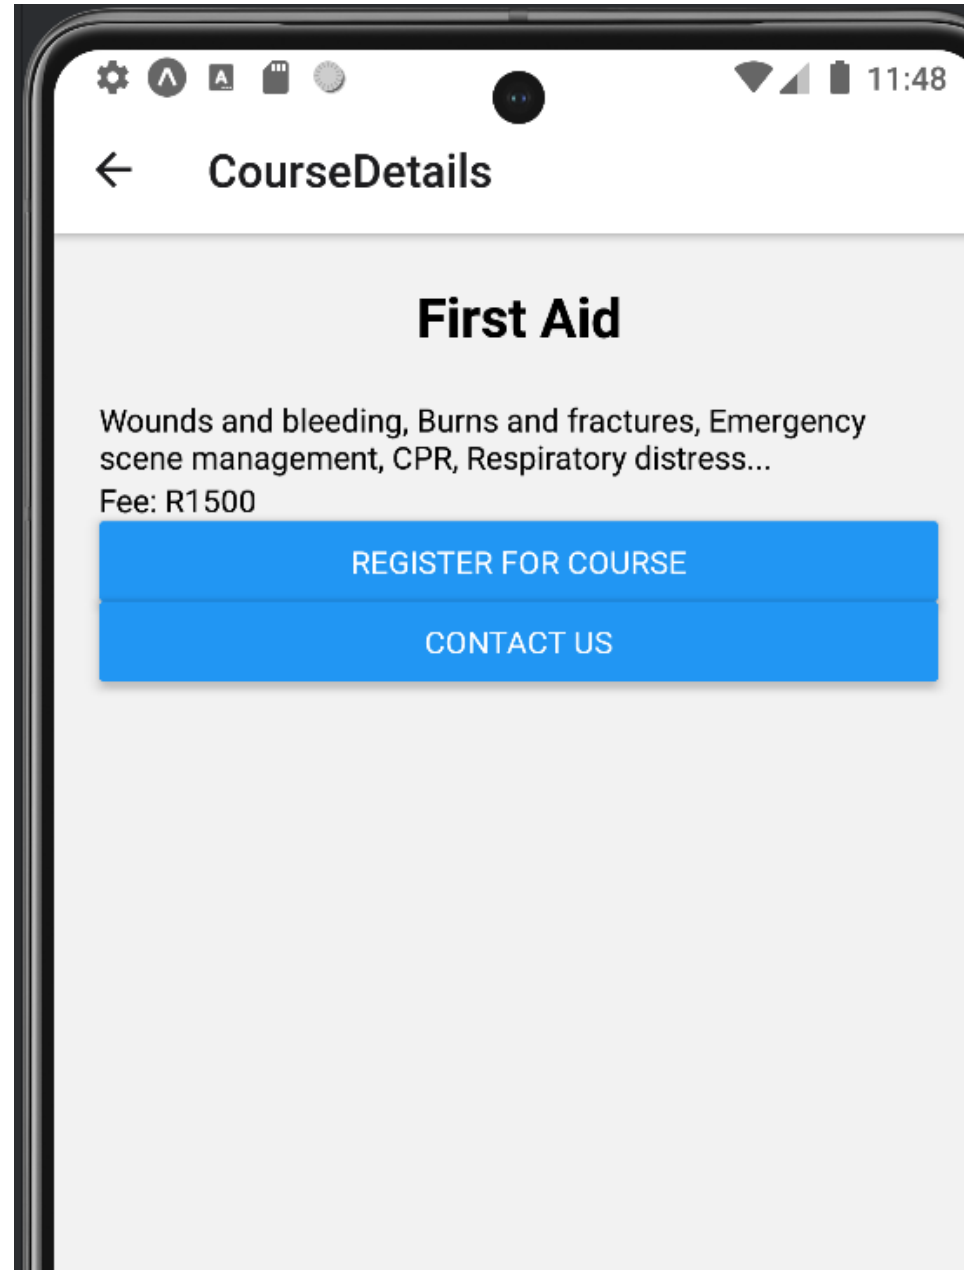 11:48
CourseDetails
First Aid
Wounds and bleeding, Burns and fractures, Emergency
scene management, CPR, Respiratory distress...
Fee: R1500
REGISTER FOR COURSE
CONTACT US